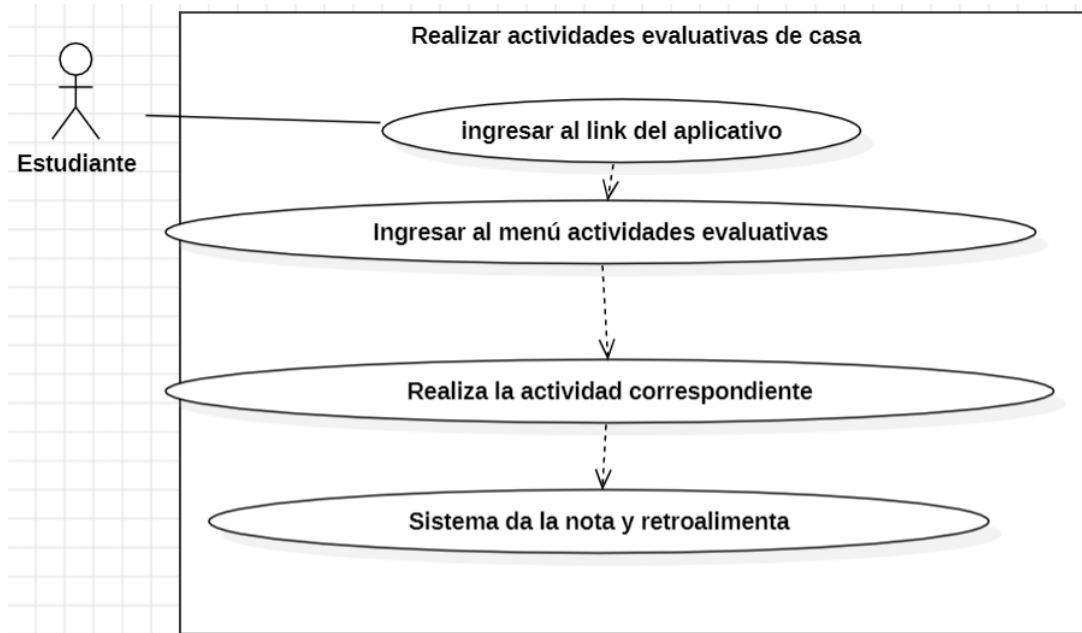 Realizar actividades evaluativas de casa
Estudiante
ingresar al link del aplicativo
Ingresar al menú actividades evaluativas
Realiza la actividad correspondiente
Sistema da la nota y retroalimenta